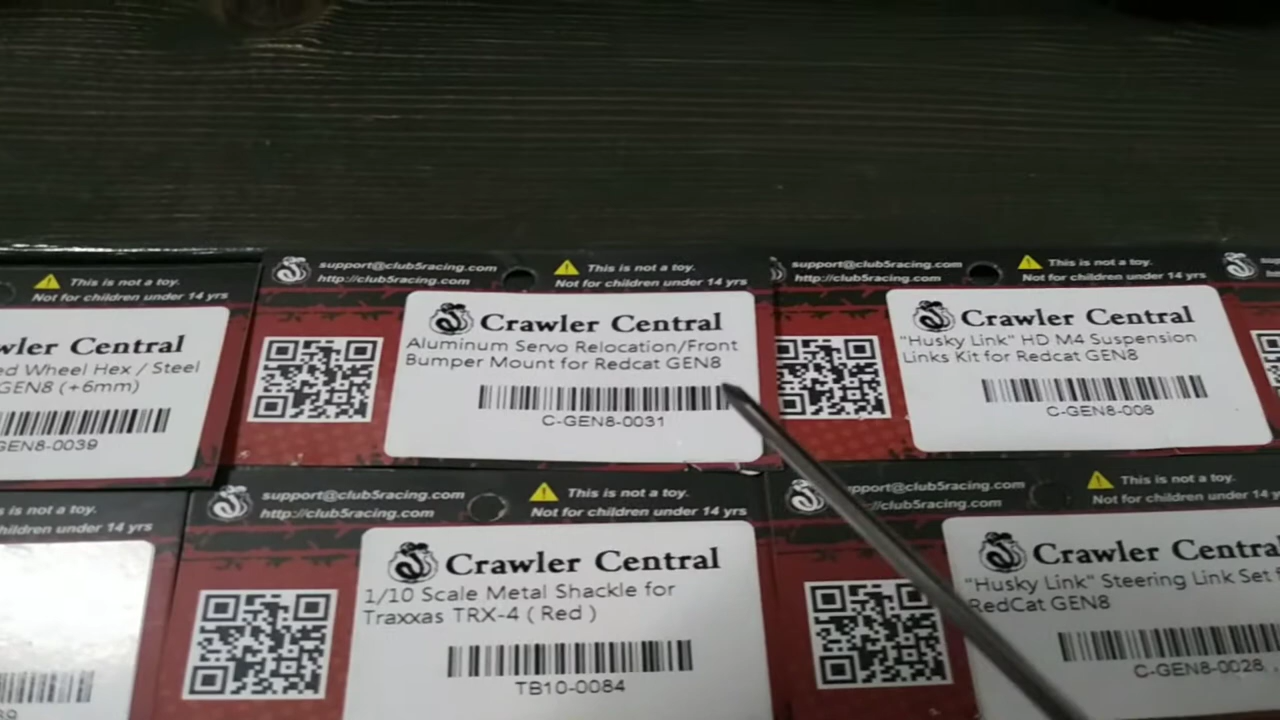 This is not a toy.
Not for children under 14 yrs
wler Central
ed Wheel Hex / Steel
GEN8 (+6mm)
GEN8-0039
support@club5racing.com
http://club5racing.com
This is not a toy.
Not for children under 14 yrs
Crawler Central
Aluminum Servo Relocation/Front
Bumper Mount for Redcat GEN8
C-GEN8-0031
support@club5racing.com
http://club5racing.com
This is not a toy.
Not for children under 14 yrs
Crawler Central
"Husky Link" HD M4 Suspension
Links Kit for Redcat GEN8
C-GEN8-008
s is not a toy.
hildren under 14 yrs
support@club5racing.com
http://club5racing.com
This is not a toy.
Not for children under 14 yrs
Crawler Central
1/10 Scale Metal Shackle for
Traxxas TRX-4 ( Red )
TB10-0084
pport@club5racing.com
//club5racing.com
This is not a toy.
Not for children under 14 y
Crawler Centra
"Husky Link" Steering Link Set
RedCat GEN8
C-GEN8-0028